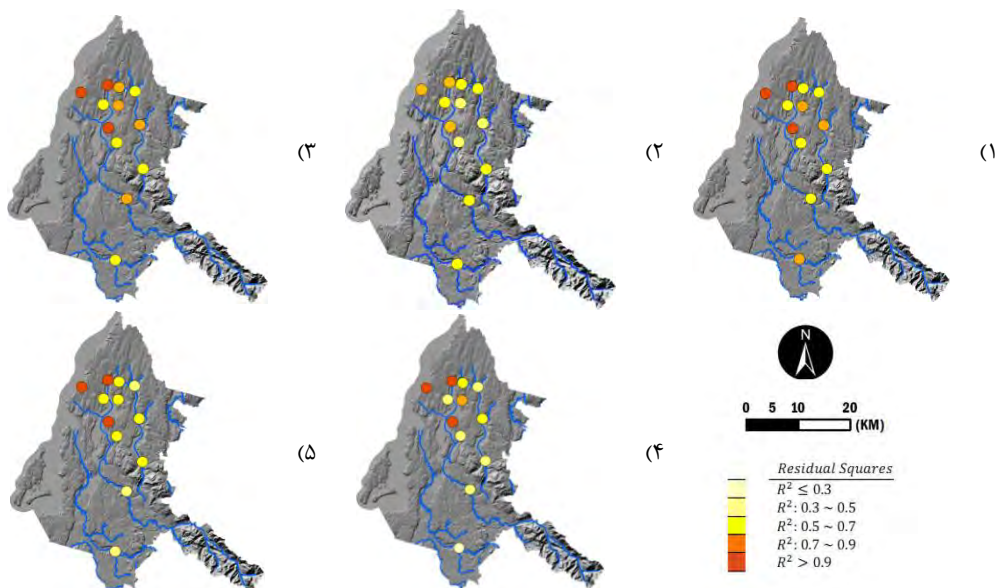 ۱)
۲)
۳)
N
0 5 10 20
(KM)
۴)
۵)
Residual Squares
R² ≤ 0.3
R²: 0.3 ~ 0.5
R²: 0.5 ~ 0.7
R²: 0.7 ~ 0.9
R² > 0.9